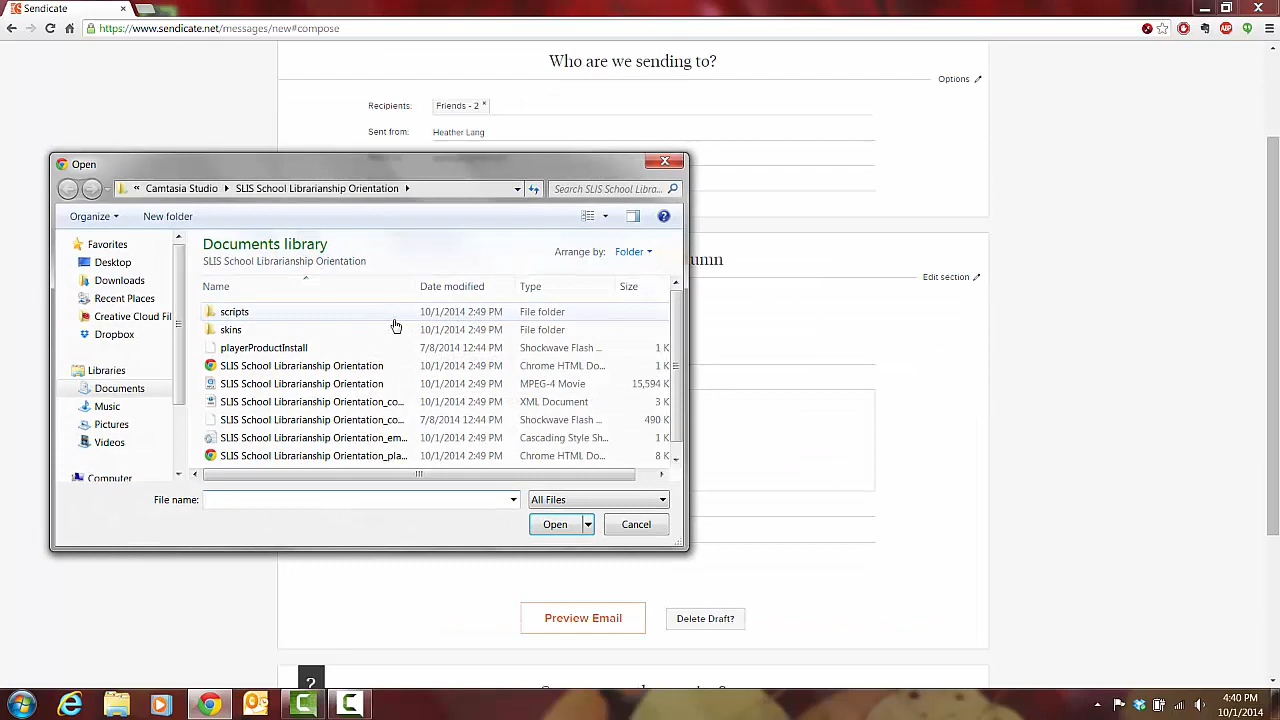 Sendicate
https://www.sendicate.net/messages/new#compose
Who are we sending to?
Options
Recipients: Friends - 2 ×
Sent from: Heather Lang
Open
« Camtasia Studio SLIS School Librarianship Orientation
Search SLIS School Libra...
Organize New folder
Favorites
Desktop
Downloads
Recent Places
Creative Cloud Fil
Dropbox
Libraries
Documents
Music
Pictures
Videos
Computer
Documents library
SLIS School Librarianship Orientation
Arrange by: Folder
Name Date modified Type Size
scripts 10/1/2014 2:49 PM File folder
skins 10/1/2014 2:49 PM File folder
playerProductInstall 7/8/2014 12:44 PM Shockwave Flash ... 1 K
SLIS School Librarianship Orientation 10/1/2014 2:49 PM Chrome HTML Do... 1 K
SLIS School Librarianship Orientation 10/1/2014 2:49 PM MPEG-4 Movie 15,594 K
SLIS School Librarianship Orientation_co... 10/1/2014 2:49 PM XML Document 3 K
SLIS School Librarianship Orientation_co... 7/8/2014 12:44 PM Shockwave Flash ... 490 K
SLIS School Librarianship Orientation_em... 10/1/2014 2:49 PM Cascading Style Sh... 1 K
SLIS School Librarianship Orientation_pla... 10/1/2014 2:49 PM Chrome HTML Do... 8 K
File name: All Files
Open Cancel
umn
Edit section
Preview Email Delete Draft?
?
4:40 PM
10/1/2014